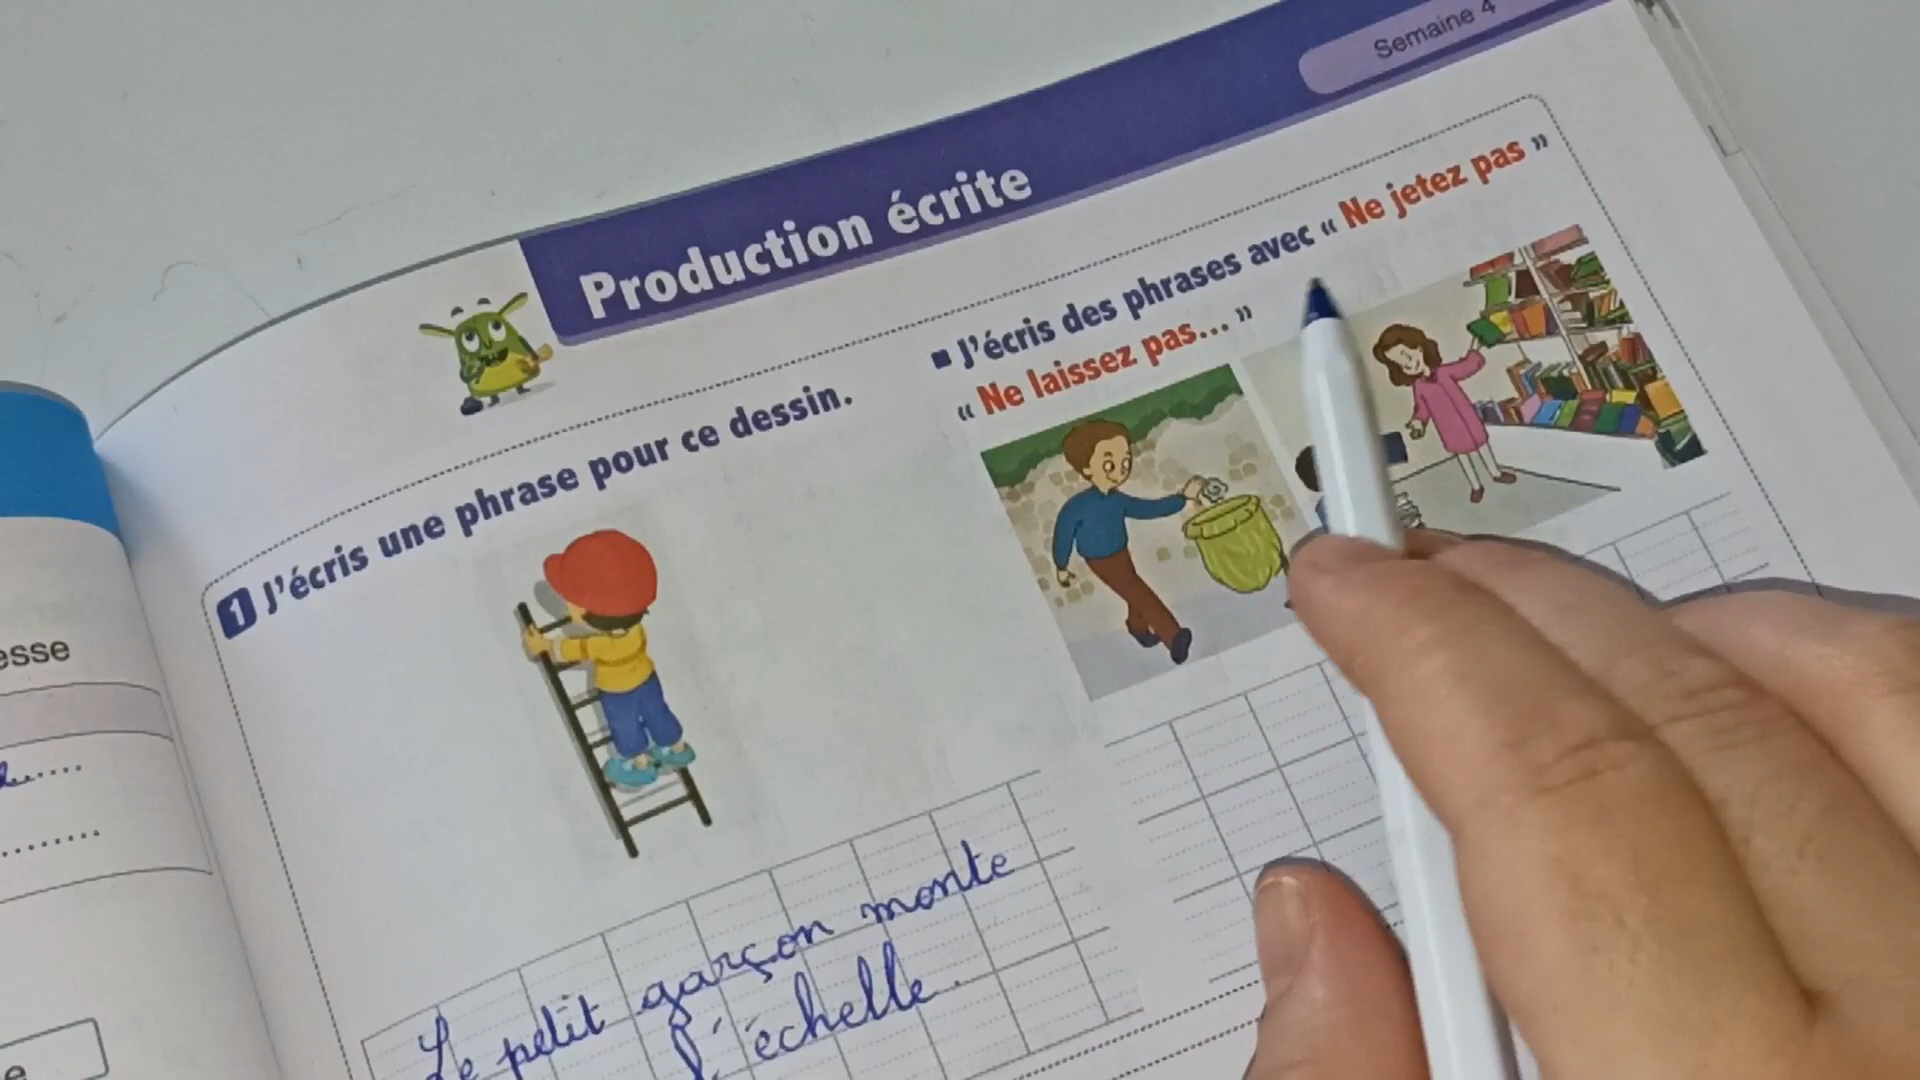 Semaine 4
Production écrite
■ J'écris des phrases avec « Ne jetez pas »
« Ne laissez pas... »
1 J'écris une phrase pour ce dessin.
Le petit garçon monte
l'échelle.
esse
e